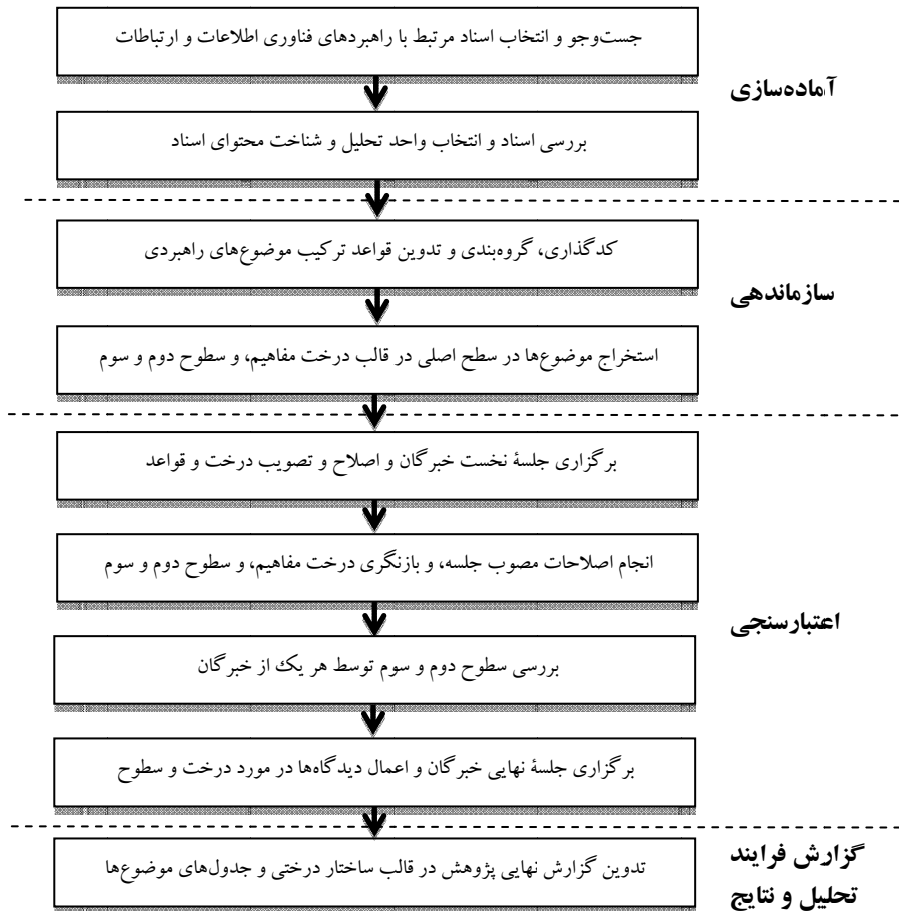 جست‌وجو و انتخاب اسناد مرتبط با راهبردهای فناوری اطلاعات و ارتباطات
آماده‌سازی
بررسی اسناد و انتخاب واحد تحلیل و شناخت محتوای اسناد
کدگذاری، گروه‌بندی و تدوین قواعد ترکیب موضوع‌های راهبردی
سازماندهی
استخراج موضوع‌ها در سطح اصلی در قالب درخت مفاهیم، و سطوح دوم و سوم
برگزاری جلسهٔ نخست خبرگان و اصلاح و تصویب درخت و قواعد
انجام اصلاحات مصوب جلسه، و بازنگری درخت مفاهیم، و سطوح دوم و سوم
اعتبارسنجی
بررسی سطوح دوم و سوم توسط هر یک از خبرگان
برگزاری جلسهٔ نهایی خبرگان و اعمال دیدگاه‌ها در مورد درخت و سطوح
گزارش فرایند
تحلیل و نتایج
تدوین گزارش نهایی پژوهش در قالب ساختار درختی و جدول‌های موضوع‌ها